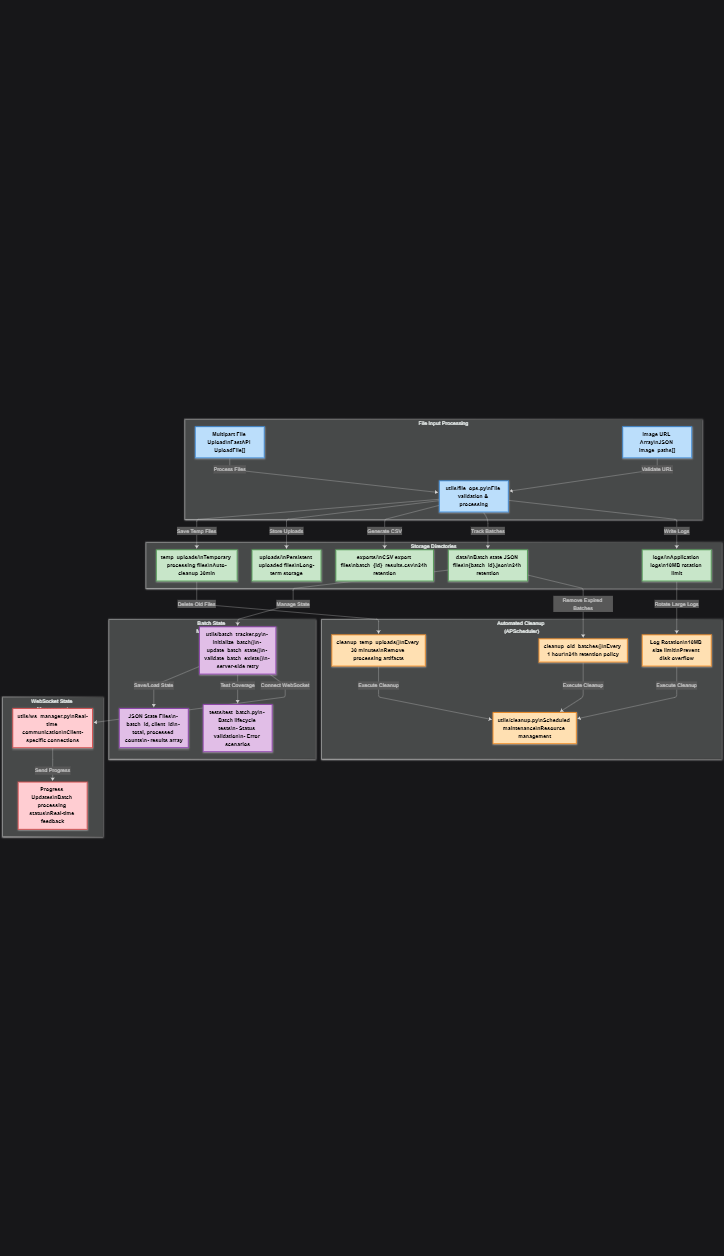 File Input Processing
Multipart File
Upload\nFastAPI
UploadFile[]
Image URL
Array\nJSON
image_paths[]
Process Files
Validate URL
utils/file_ops.py\nFile
validation &
processing
Save Temp Files
Store Uploads
Generate CSV
Track Batches
Write Logs
Storage Directories
temp_uploads/\nTemporary
processing files\nAuto-
cleanup 30min
uploads/\nPersistent
uploaded files\nLong-
term storage
exports/\nCSV export
files\nbatch_{id}_results.csv\n24h
retention
data/\nBatch state JSON
files\n{batch_id}.json\n24h
retention
logs/\nApplication
logs\n10MB rotation
limit
Delete Old Files
Manage State
Remove Expired
Batches
Rotate Large Logs
Batch State
utils/batch_tracker.py\n-
initialize_batch()\n-
update_batch_state()\n-
validate_batch_exists()\n-
server-side retry
Save/Load State
Test Coverage
Connect WebSocket
JSON State Files\n-
batch_id, client_id\n-
total, processed
counts\n- results array
tests/test_batch.py\n-
Batch lifecycle
tests\n- Status
validation\n- Error
scenarios
Automated Cleanup
(APScheduler)
cleanup_temp_uploads()\nEvery
30 minutes\nRemove
processing artifacts
cleanup_old_batches()\nEvery
1 hour\n24h retention policy
Log Rotation\n10MB
size limit\nPrevent
disk overflow
Execute Cleanup
Execute Cleanup
Execute Cleanup
utils/cleanup.py\nScheduled
maintenance\nResource
management
WebSocket State
utils/ws_manager.py\nReal-
time
communication\nClient-
specific connections
Send Progress
Progress
Updates\nBatch
processing
status\nReal-time
feedback